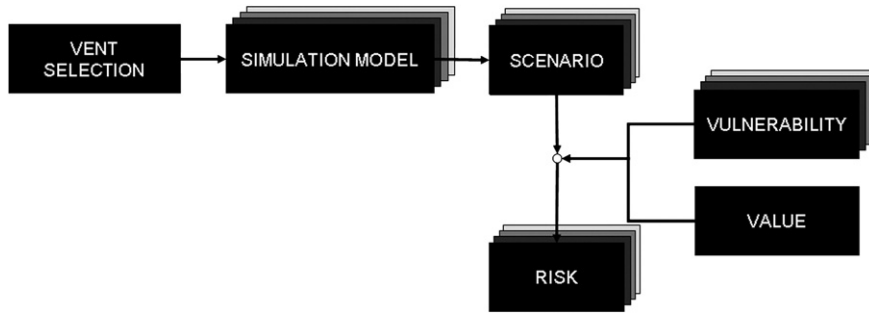 VENT
SELECTION
SIMULATION MODEL
SCENARIO
VULNERABILITY
VALUE
RISK